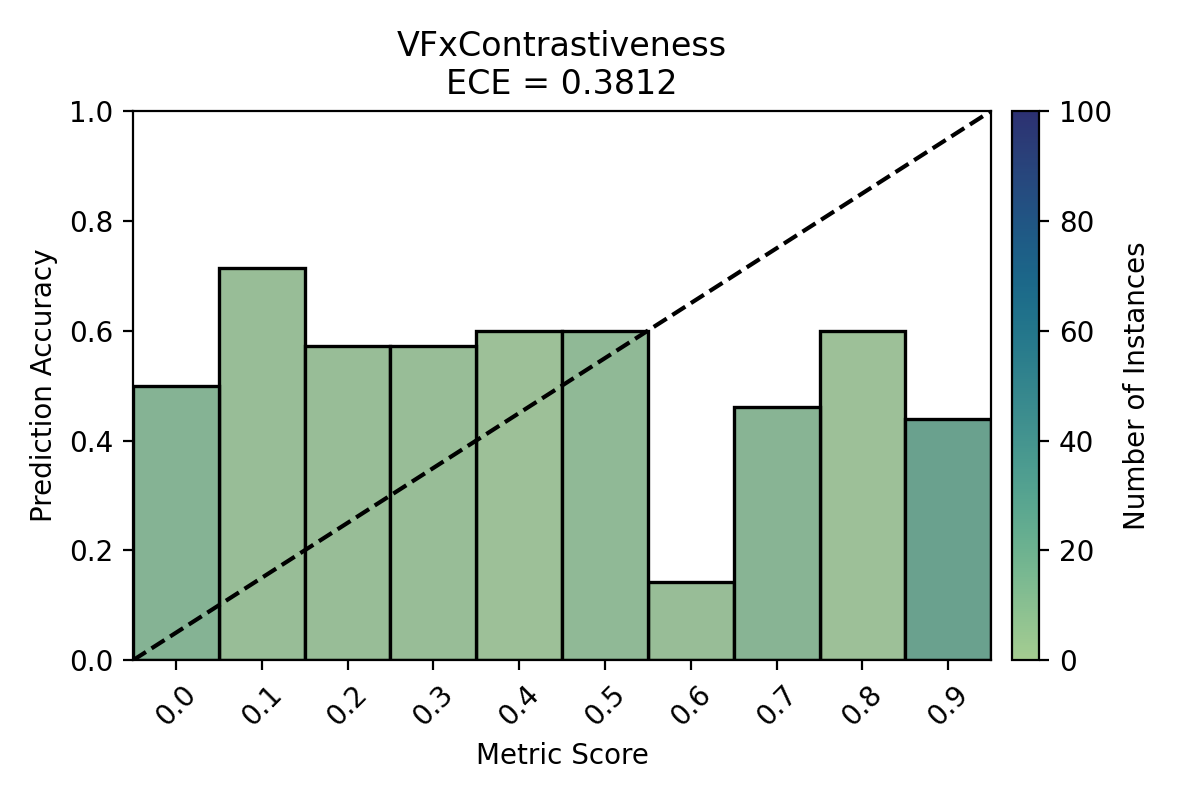 VFxContrastiveness
ECE = 0.3812
Prediction Accuracy
1.0
0.8
0.6
0.4
0.2
0.0
0.0 0.1 0.2 0.3 0.4 0.5 0.6 0.7 0.8 0.9
Metric Score
100
80
60
40
20
0
Number of Instances